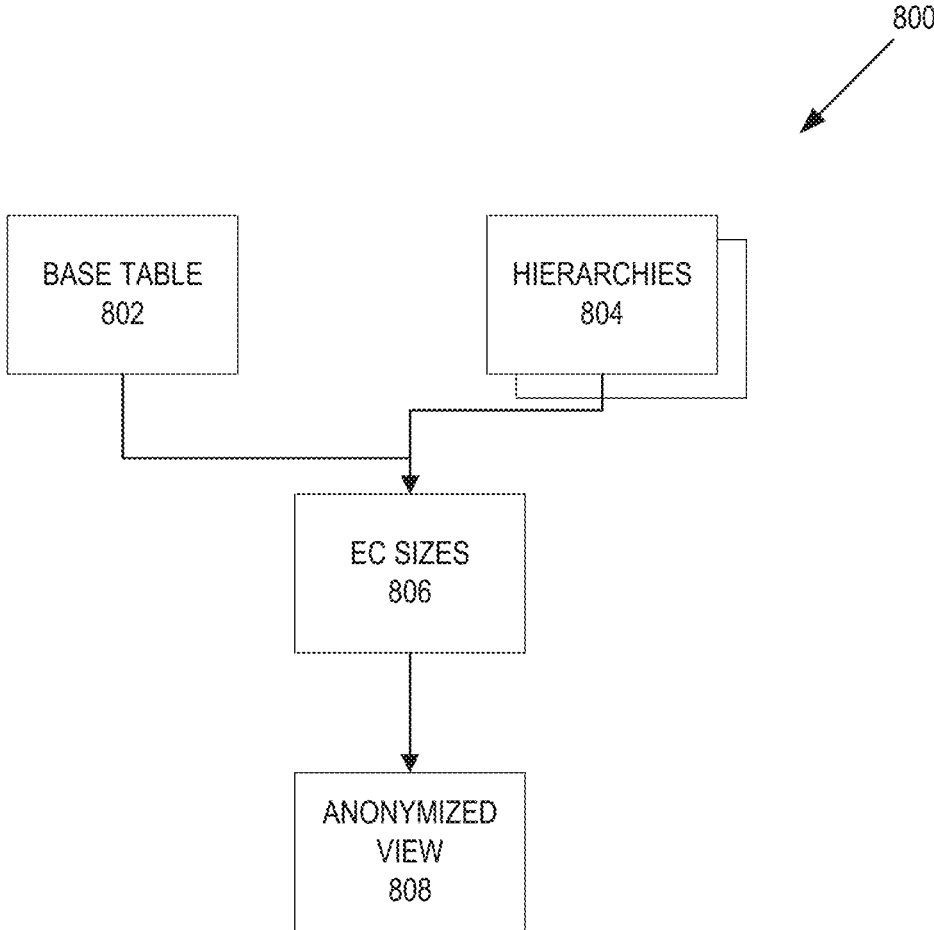 800
BASE TABLE
802
HIERARCHIES
804
EC SIZES
806
ANONYMIZED
VIEW
808